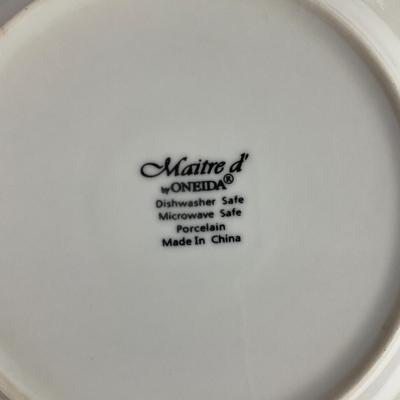 Maitre d'
by ONEIDA®
Dishwasher Safe
Microwave Safe
Porcelain
Made In China